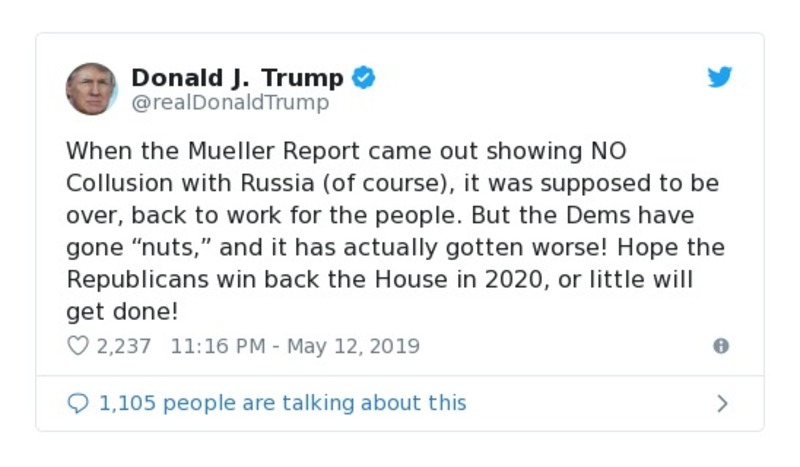 Donald J. Trump
@realDonaldTrump
When the Mueller Report came out showing NO
Collusion with Russia (of course), it was supposed to be
over, back to work for the people. But the Dems have
gone “nuts,” and it has actually gotten worse! Hope the
Republicans win back the House in 2020, or little will
get done!
2,237 11:16 PM - May 12, 2019
1,105 people are talking about this